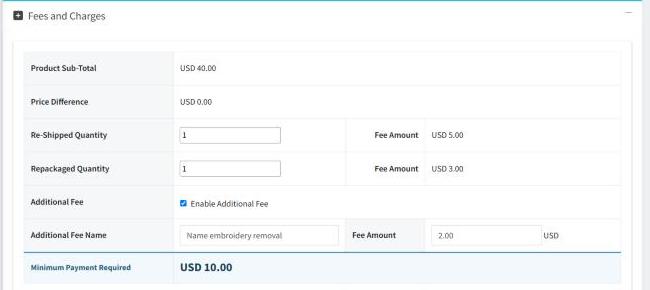 Fees and Charges
Product Sub-Total USD 40.00
Price Difference USD 0.00
Re-Shipped Quantity 1 Fee Amount USD 5.00
Repackaged Quantity 1 Fee Amount USD 3.00
Additional Fee Enable Additional Fee
Additional Fee Name Name embroidery removal Fee Amount 2.00 USD
Minimum Payment Required USD 10.00